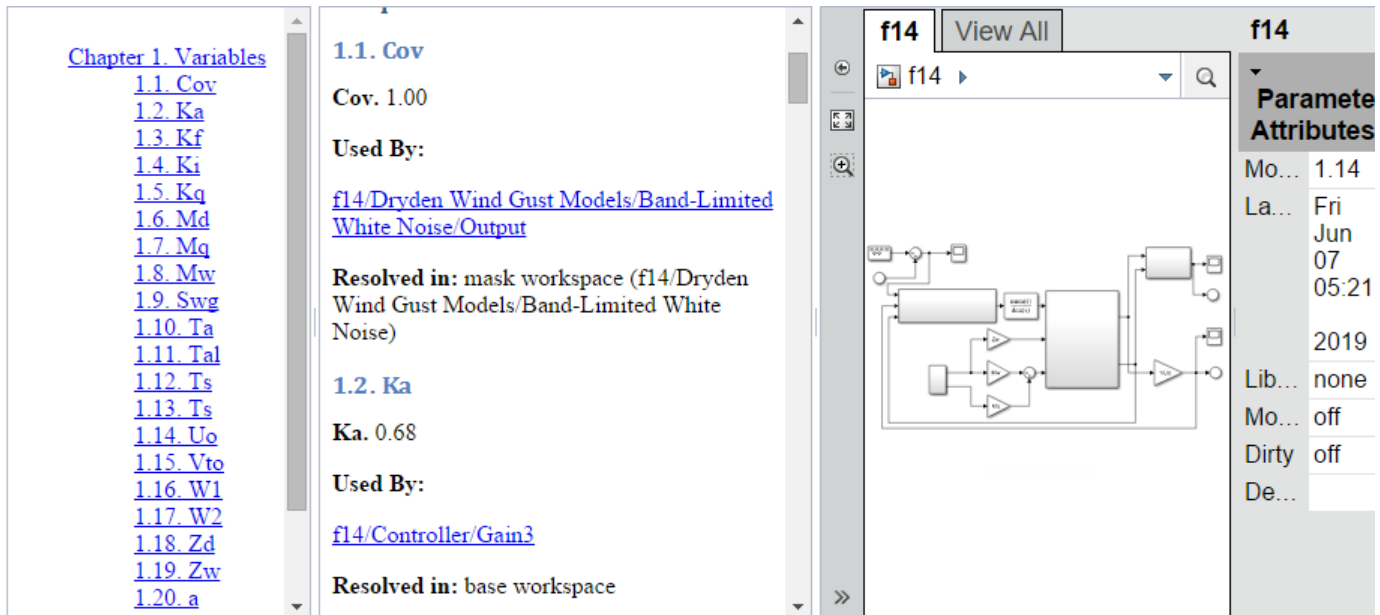 Chapter 1. Variables
1.1. Cov
1.2. Ka
1.3. Kf
1.4. Ki
1.5. Kq
1.6. Md
1.7. Mq
1.8. Mw
1.9. Swg
1.10. Ta
1.11. Tal
1.12. Ts
1.13. Ts
1.14. Uo
1.15. Vto
1.16. W1
1.17. W2
1.18. Zd
1.19. Zw
1.20. a
1.1. Cov
Cov. 1.00
Used By:
f14/Dryden Wind Gust Models/Band-Limited
White Noise/Output
Resolved in: mask workspace (f14/Dryden
Wind Gust Models/Band-Limited White
Noise)
1.2. Ka
Ka. 0.68
Used By:
f14/Controller/Gain3
Resolved in: base workspace
f14 View All
f14
f14
Paramete
Attributes
Mo... 1.14
La... Fri
Jun
07
05:21
2019
Lib... none
Mo... off
Dirty off
De...